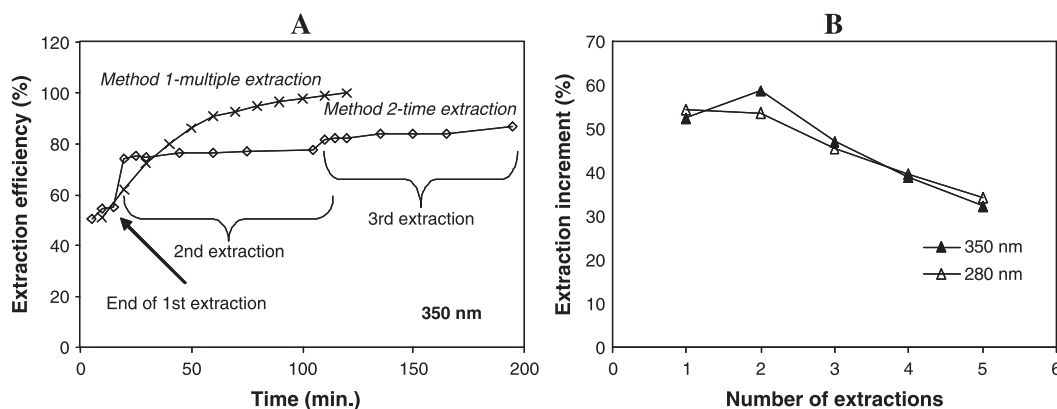 A
Extraction efficiency (%)
120
100
80
60
40
20
0
Method 1-multiple extraction
Method 2-time extraction
3rd extraction
2nd extraction
End of 1st extraction
350 nm
0
50
100
150
200
Time (min.)
B
Extraction increment (%)
70
60
50
40
30
20
10
0
350 nm
280 nm
0
1
2
3
4
5
6
Number of extractions